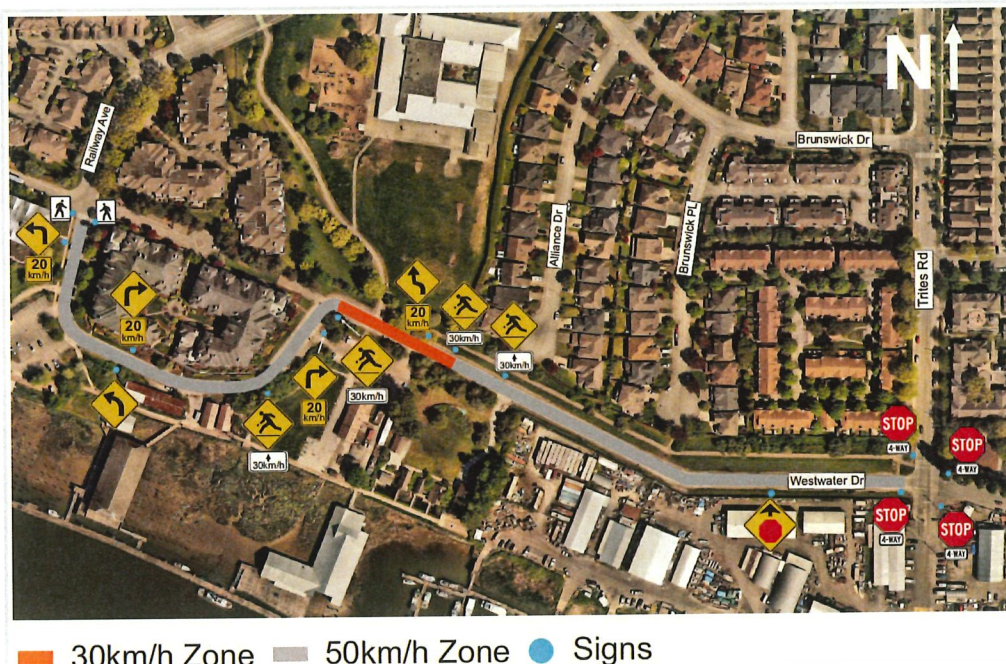 N
Railway Ave
Brunswick Dr
Alliance Dr
Brunswick PL
Trites Rd
20
km/h
20
km/h
20
km/h
30km/h
30km/h
30km/h
20
km/h
30km/h
STOP
4-WAY
STOP
4-WAY
Westwater Dr
STOP
4-WAY
STOP
4-WAY
30km/h Zone
50km/h Zone
Signs